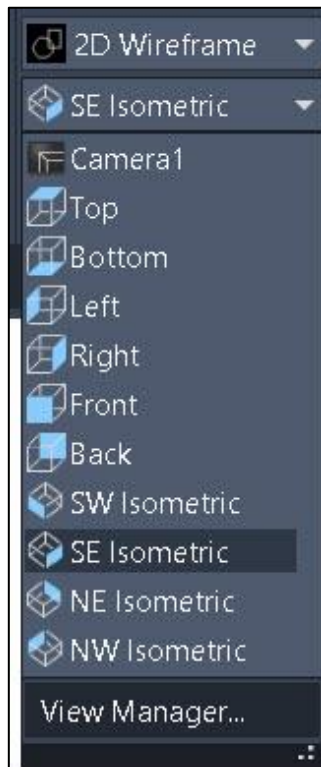 2D Wireframe
SE Isometric
Camera1
Top
Bottom
Left
Right
Front
Back
SW Isometric
SE Isometric
NE Isometric
NW Isometric
View Manager...